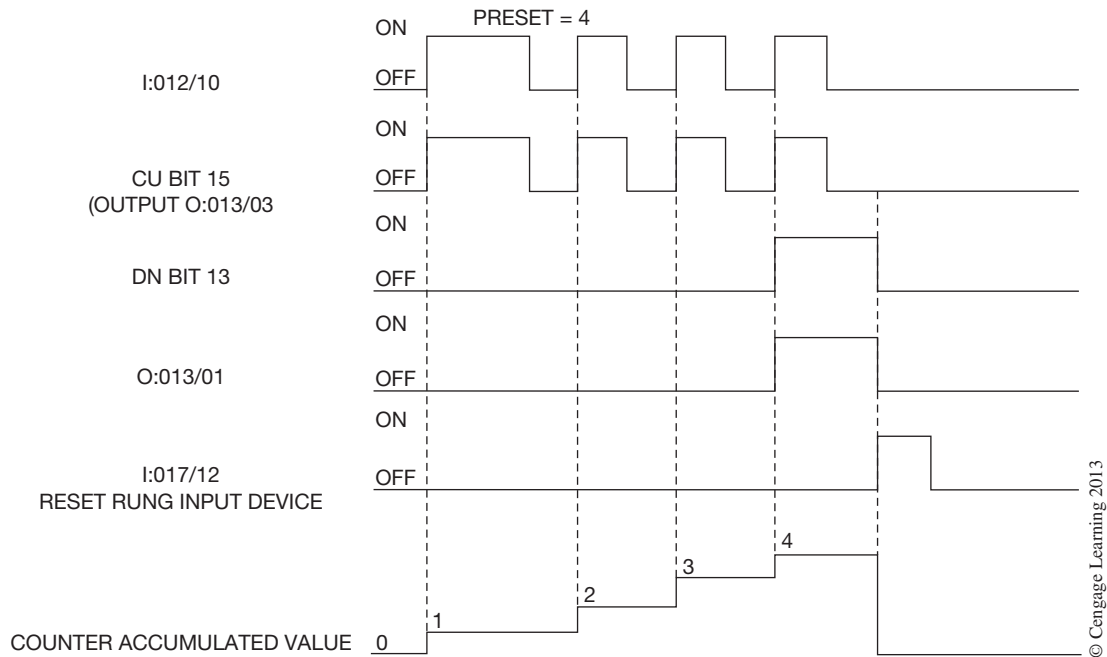 PRESET = 4
ON
I:012/10
OFF
ON
CU BIT 15
(OUTPUT O:013/03
OFF
ON
DN BIT 13
OFF
ON
O:013/01
OFF
ON
I:017/12
RESET RUNG INPUT DEVICE
OFF
COUNTER ACCUMULATED VALUE
0
1
2
3
4
© Cengage Learning 2013